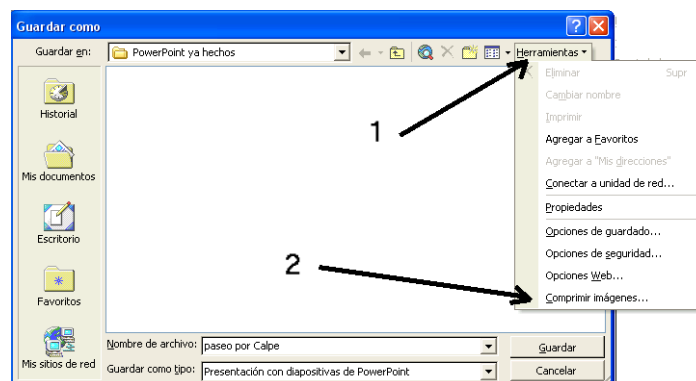 Guardar como
Guardar en:
PowerPoint ya hechos
Herramientas
Historial
Mis documentos
Escritorio
Favoritos
Mis sitios de red
1
2
Eliminar Supr
Cambiar nombre
Imprimir
Agregar a Favoritos
Agregar a "Mis direcciones"
Conectar a unidad de red...
Propiedades
Opciones de guardado...
Opciones de seguridad...
Opciones Web...
Comprimir imágenes...
Nombre de archivo: paseo por Calpe
Guardar
Guardar como tipo: Presentación con diapositivas de PowerPoint
Cancelar